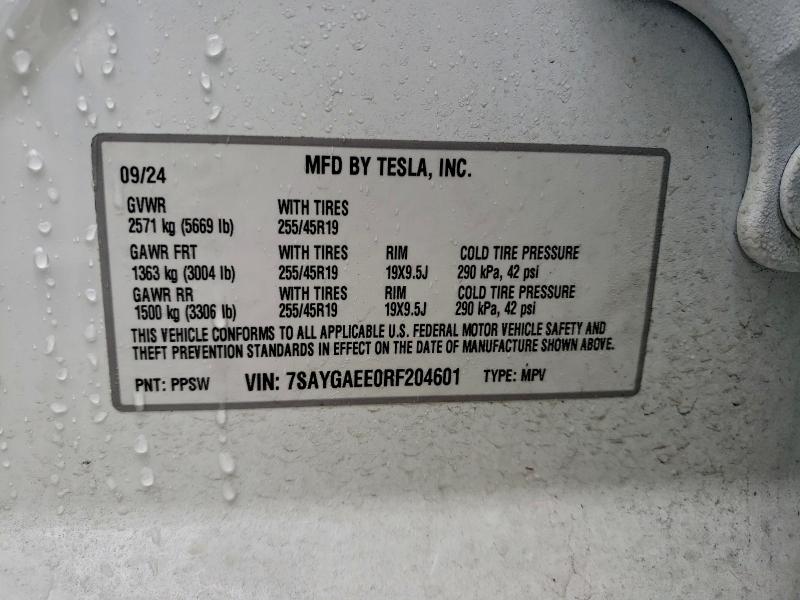 09/24 MFD BY TESLA, INC.
GVWR WITH TIRES
2571 kg (5669 lb) 255/45R19
GAWR FRT WITH TIRES RIM COLD TIRE PRESSURE
1363 kg (3004 lb) 255/45R19 19X9.5J 290 kPa, 42 psi
GAWR RR WITH TIRES RIM COLD TIRE PRESSURE
1500 kg (3306 lb) 255/45R19 19X9.5J 290 kPa, 42 psi
THIS VEHICLE CONFORMS TO ALL APPLICABLE U.S. FEDERAL MOTOR VEHICLE SAFETY AND
THEFT PREVENTION STANDARDS IN EFFECT ON THE DATE OF MANUFACTURE SHOWN ABOVE.
PNT: PPSW VIN: 7SAYGAEE0RF204601 TYPE: MPV